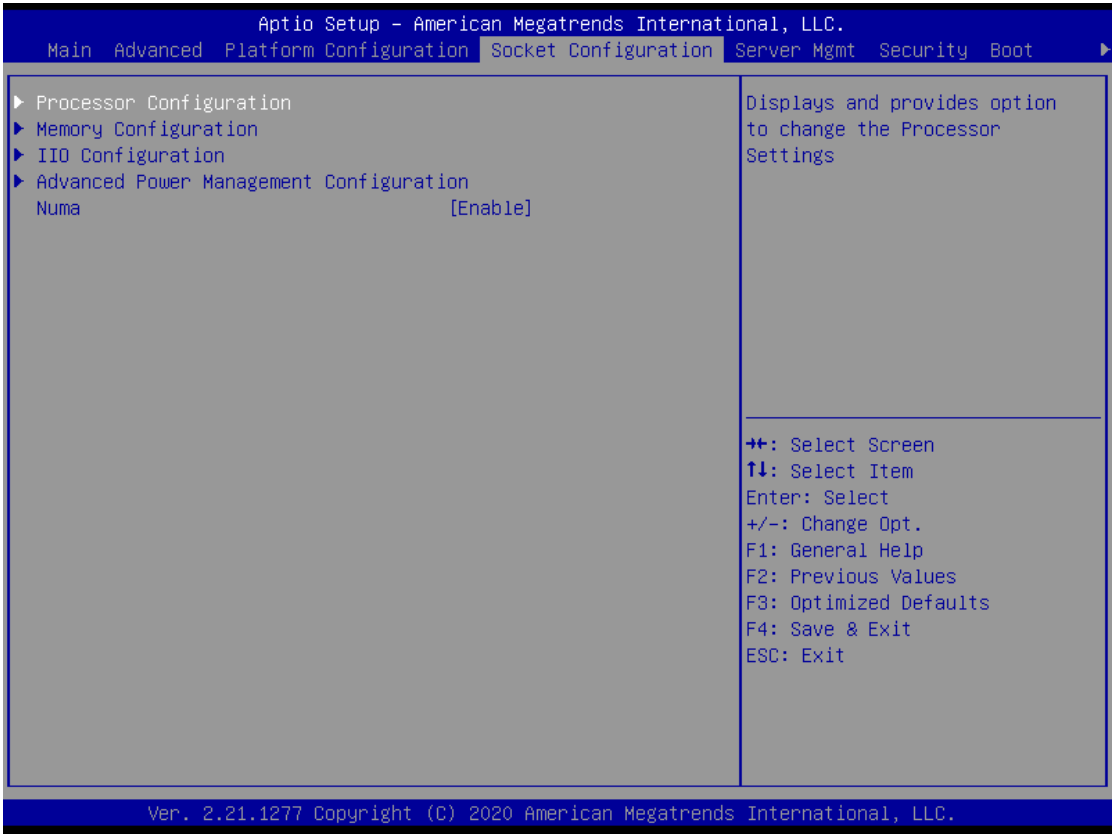 Aptio Setup – American Megatrends International, LLC.
Main Advanced Platform Configuration Socket Configuration Server Mgmt Security Boot ▶
▶ Processor Configuration
▶ Memory Configuration
▶ IIO Configuration
▶ Advanced Power Management Configuration
Numa [Enable]
Displays and provides option
to change the Processor
Settings
→←: Select Screen
↑↓: Select Item
Enter: Select
+/-: Change Opt.
F1: General Help
F2: Previous Values
F3: Optimized Defaults
F4: Save & Exit
ESC: Exit
Ver. 2.21.1277 Copyright (C) 2020 American Megatrends International, LLC.